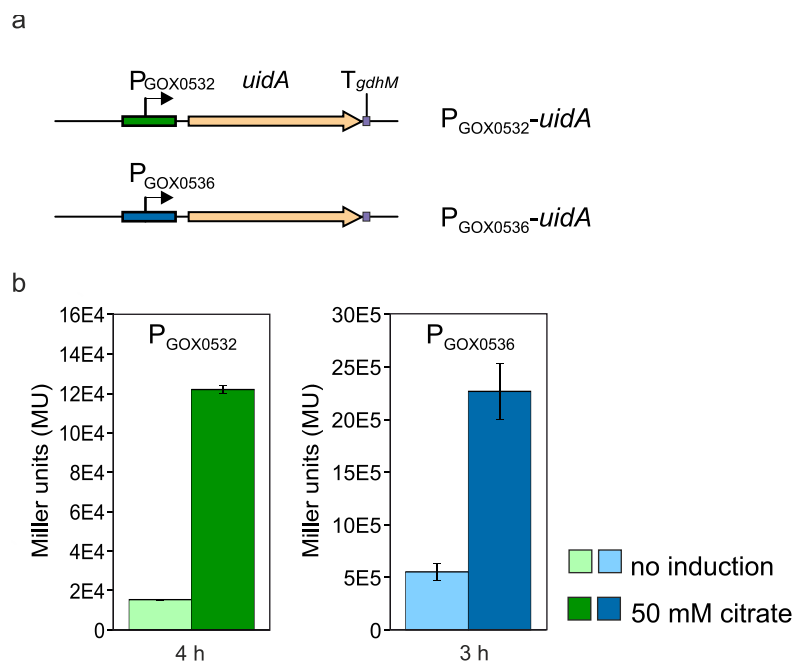 a
PGOX0532 uidA TgdhM
PGOX0532-uidA
PGOX0536
PGOX0536-uidA
b
Miller units (MU)
16E4
14E4
12E4
10E4
8E4
6E4
4E4
2E4
0
PGOX0532
4 h
Miller units (MU)
30E5
25E5
20E5
15E5
10E5
5E5
0
PGOX0536
3 h
no induction
50 mM citrate